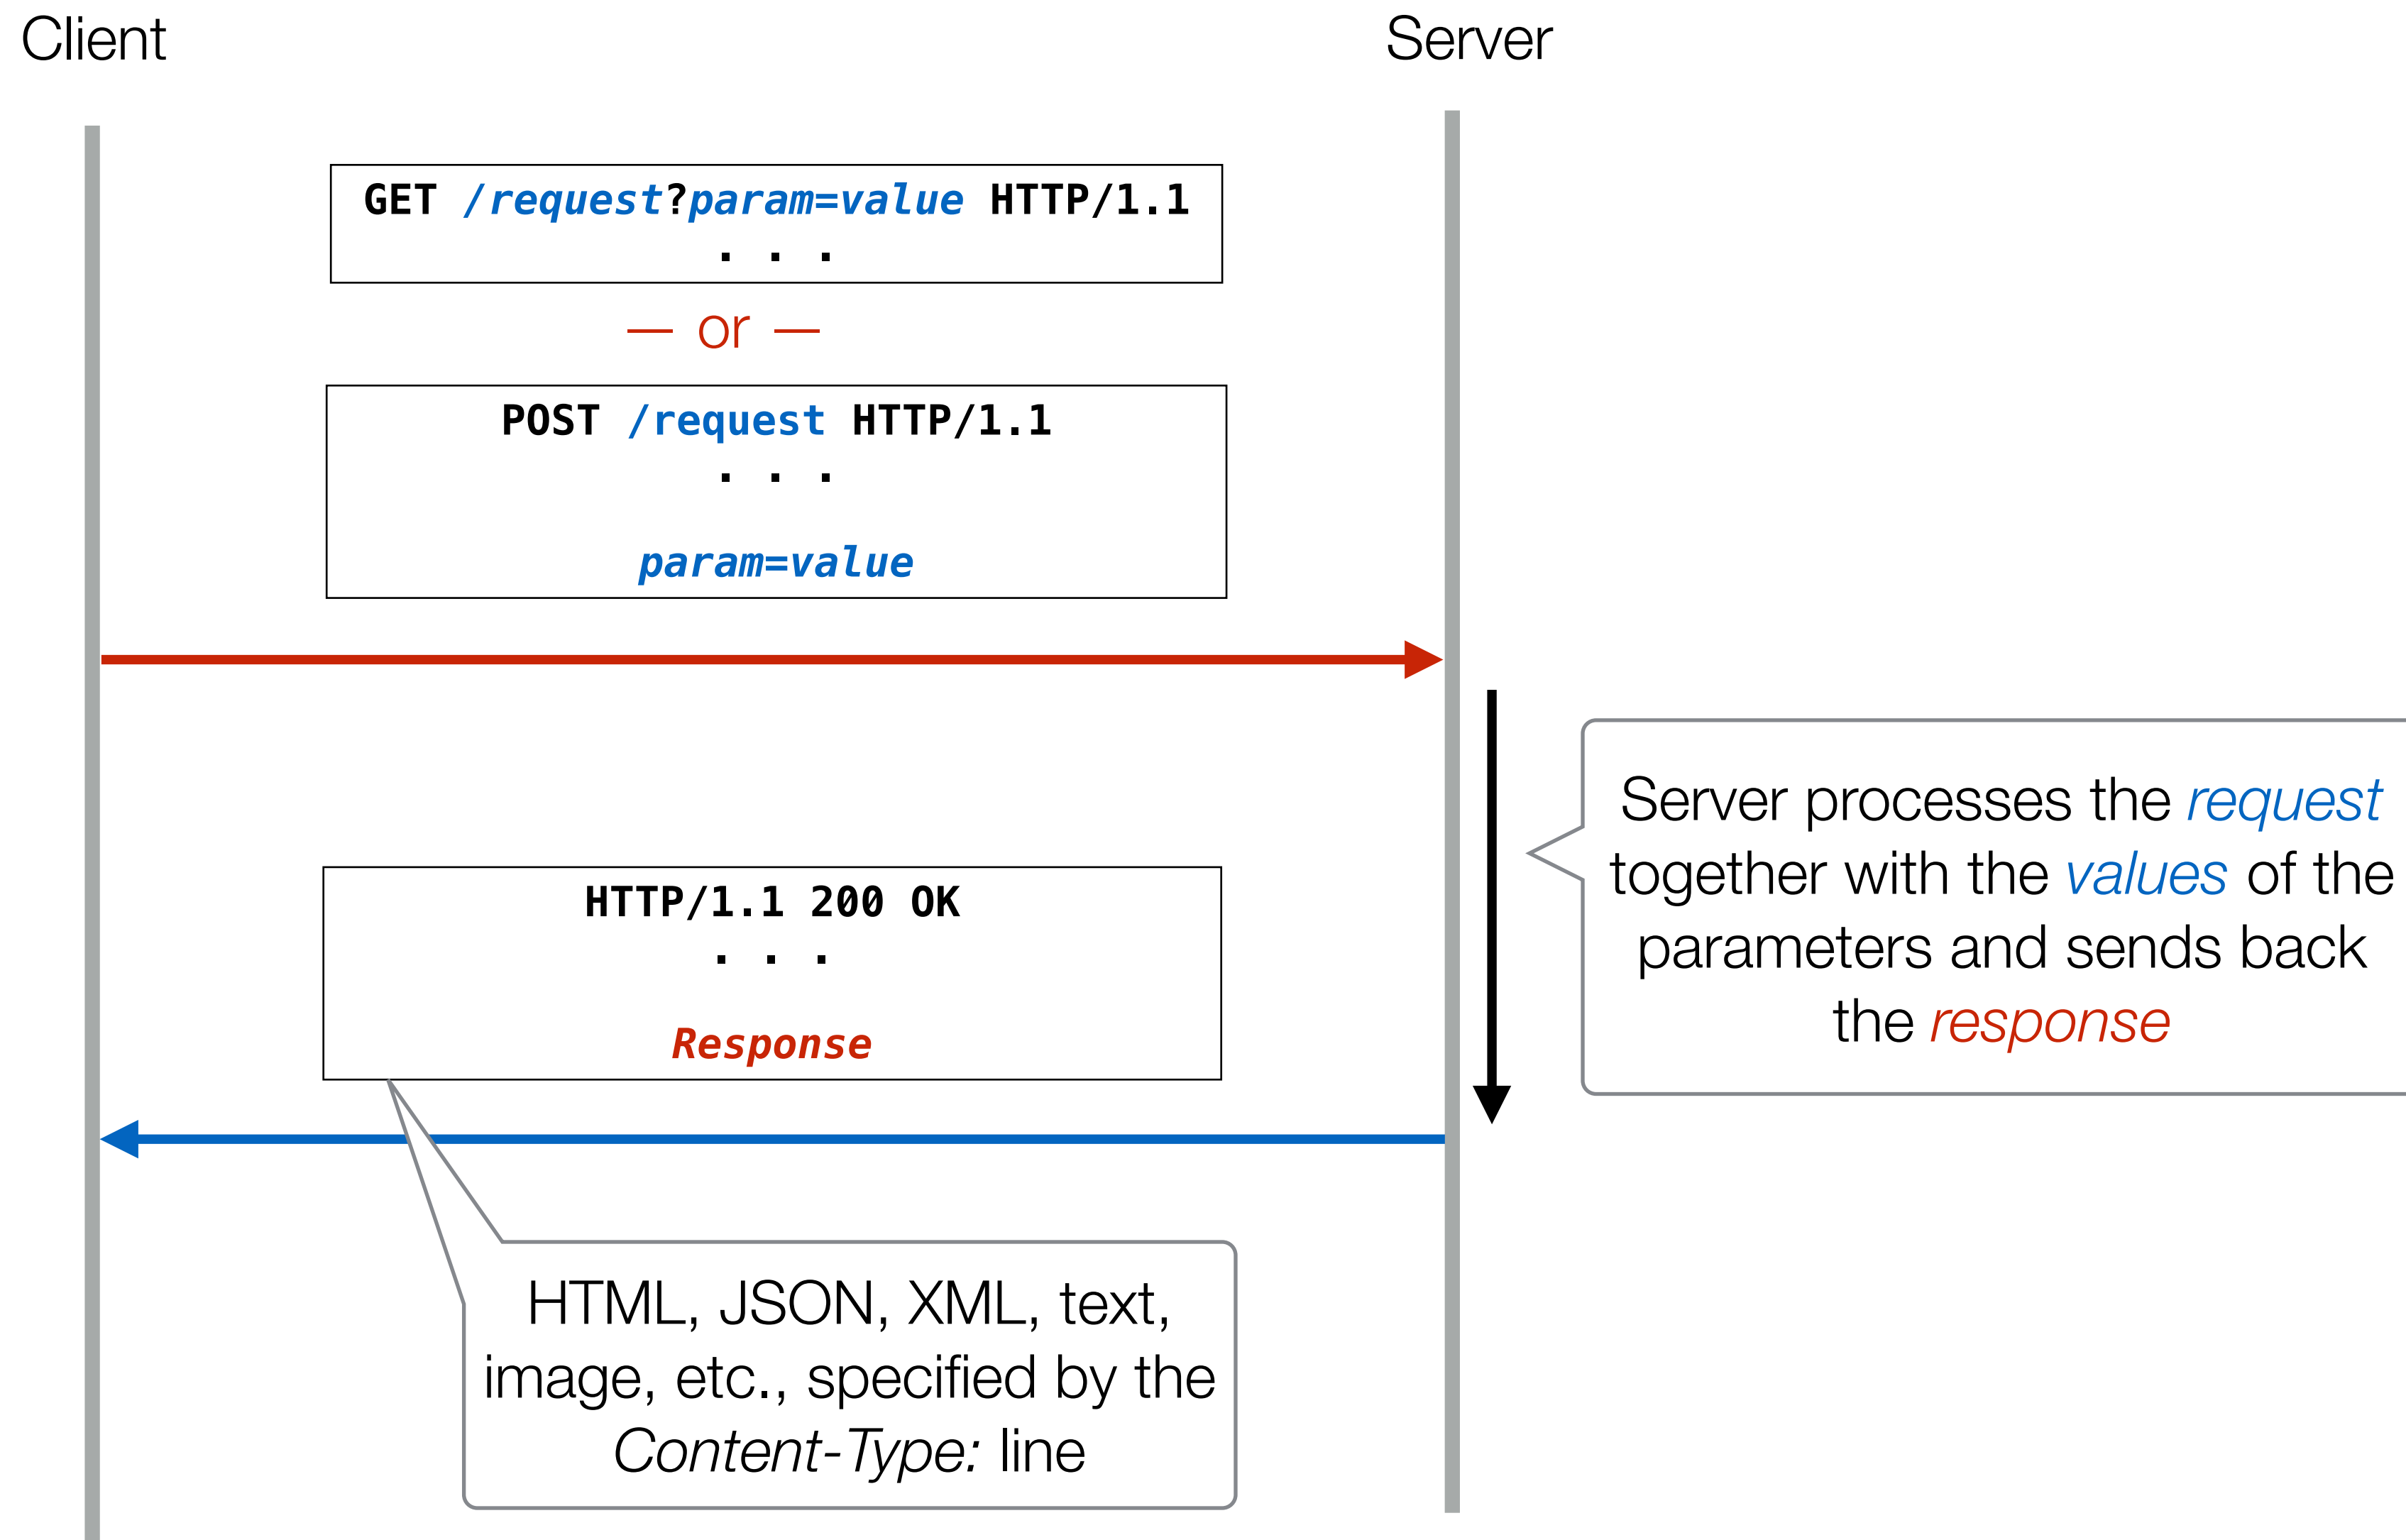 Client
Server
GET /request?param=value HTTP/1.1
. . .
— or —
POST /request HTTP/1.1
. . .
param=value
Server processes the request
together with the values of the
parameters and sends back
the response
HTTP/1.1 200 OK
. . .
Response
HTML, JSON, XML, text,
image, etc., specified by the
Content-Type: line